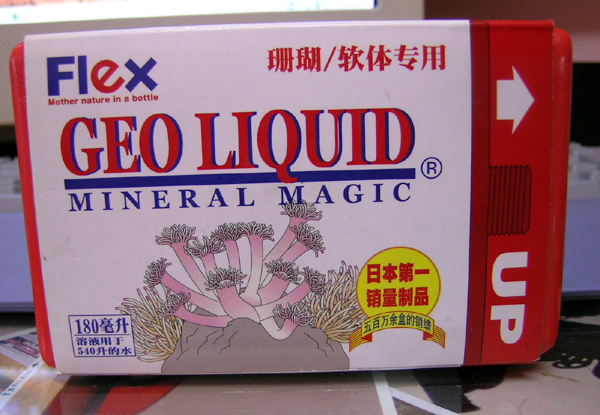 Flex
Mother nature in a bottle
珊瑚/软体专用
GEO LIQUID ®
MINERAL MAGIC
日本第一
销量制品
五百万余盒的销绩
180毫升
溶液用于
540升的水
UP